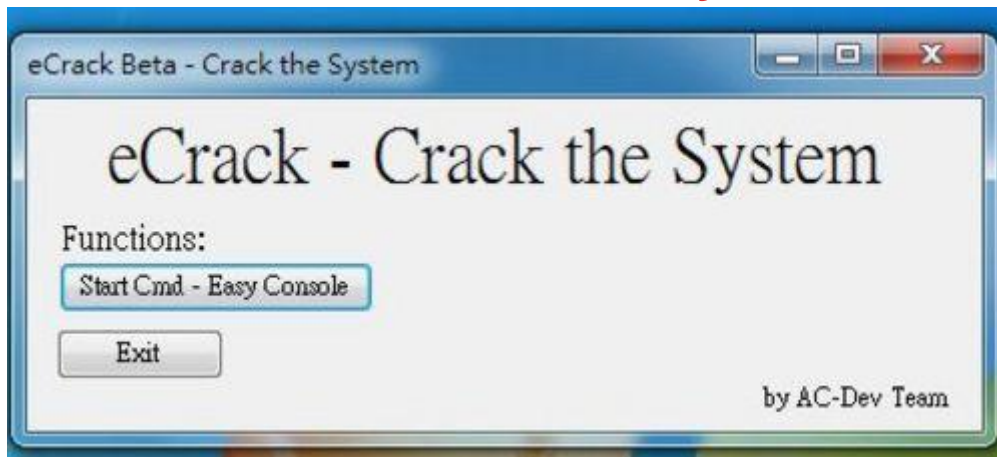 eCrack Beta - Crack the System
eCrack - Crack the System
Functions:
Start Cmd - Easy Console
Exit
by AC-Dev Team